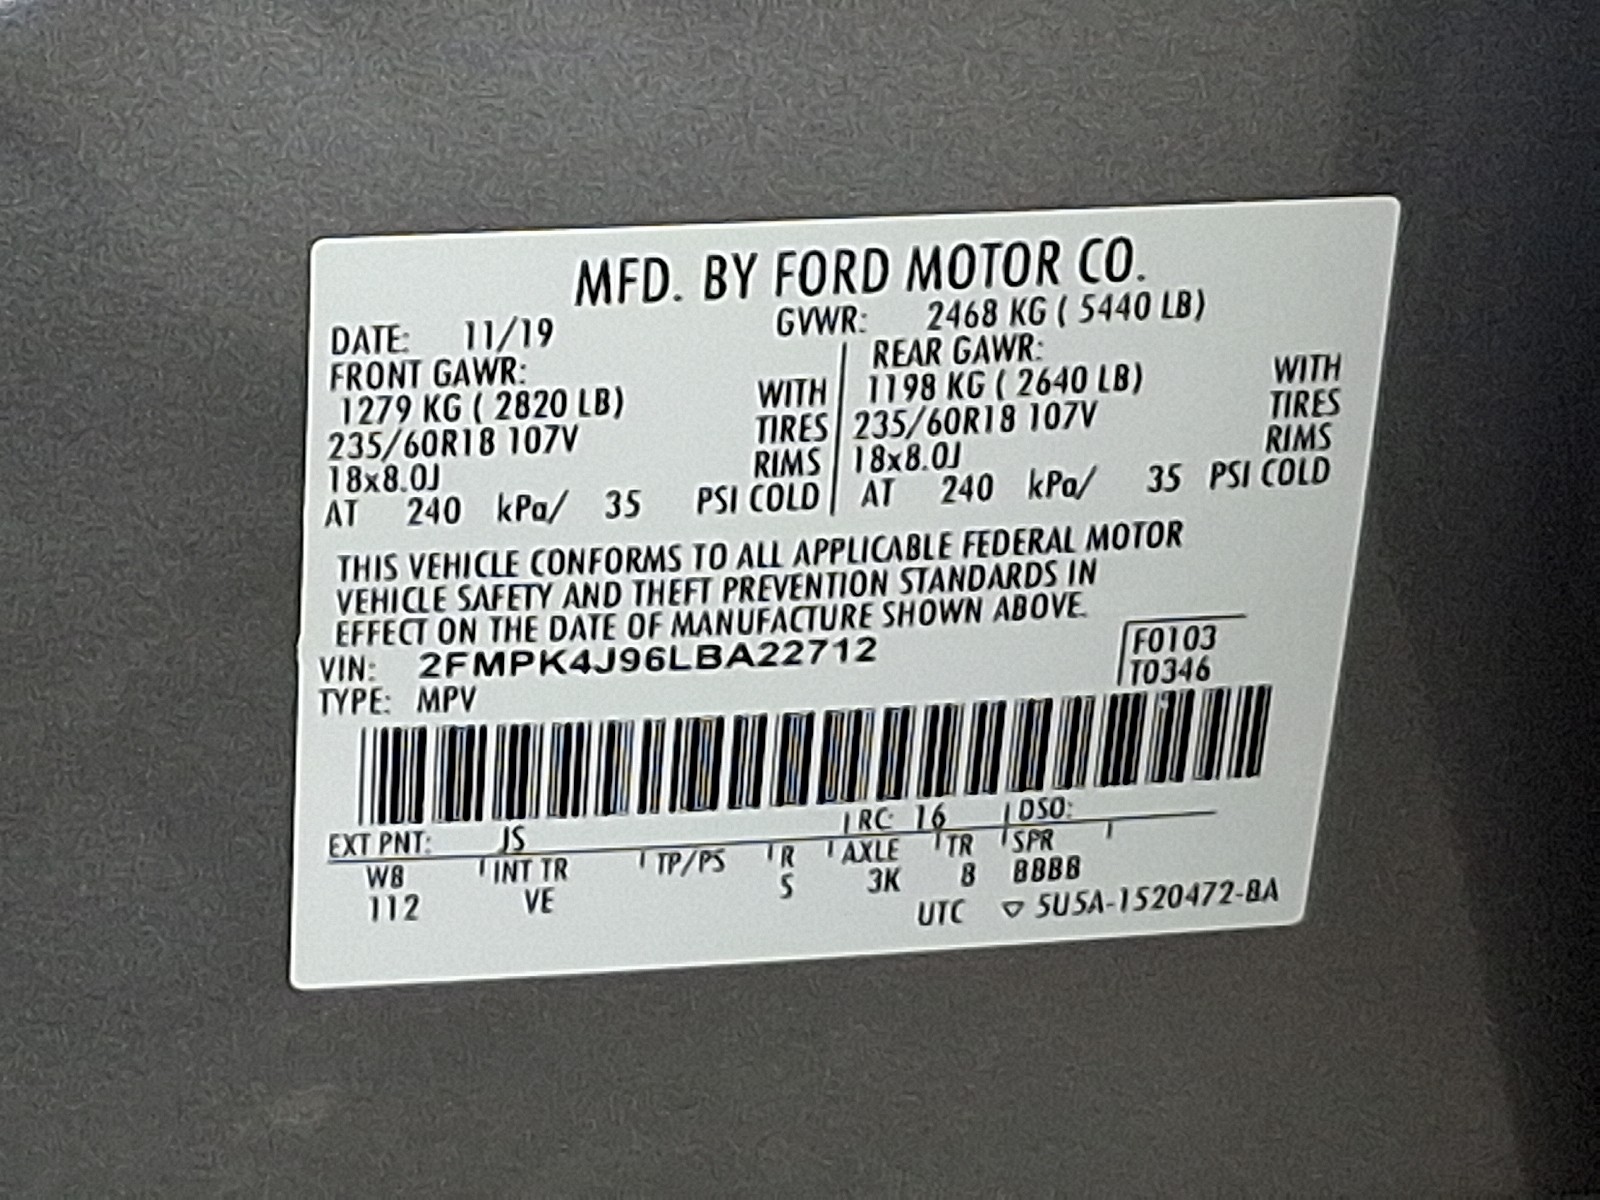 MFD. BY FORD MOTOR CO.
DATE: 11/19 GVWR: 2468 KG ( 5440 LB)
FRONT GAWR: REAR GAWR:
1279 KG ( 2820 LB) WITH 1198 KG ( 2640 LB) WITH
235/60R18 107V TIRES 235/60R18 107V TIRES
18x8.0J RIMS 18x8.0J RIMS
AT 240 kPa/ 35 PSI COLD AT 240 kPa/ 35 PSI COLD
THIS VEHICLE CONFORMS TO ALL APPLICABLE FEDERAL MOTOR
VEHICLE SAFETY AND THEFT PREVENTION STANDARDS IN
EFFECT ON THE DATE OF MANUFACTURE SHOWN ABOVE.
VIN: 2FMPK4J96LBA22712 F0103
TYPE: MPV T0346
EXT PNT: JS RC: 16 DSO:
WB INT TR TP/PS R AXLE TR SPR
112 VE S 3K 8 BBBB
UTC ▽ 5U5A-1520472-BA